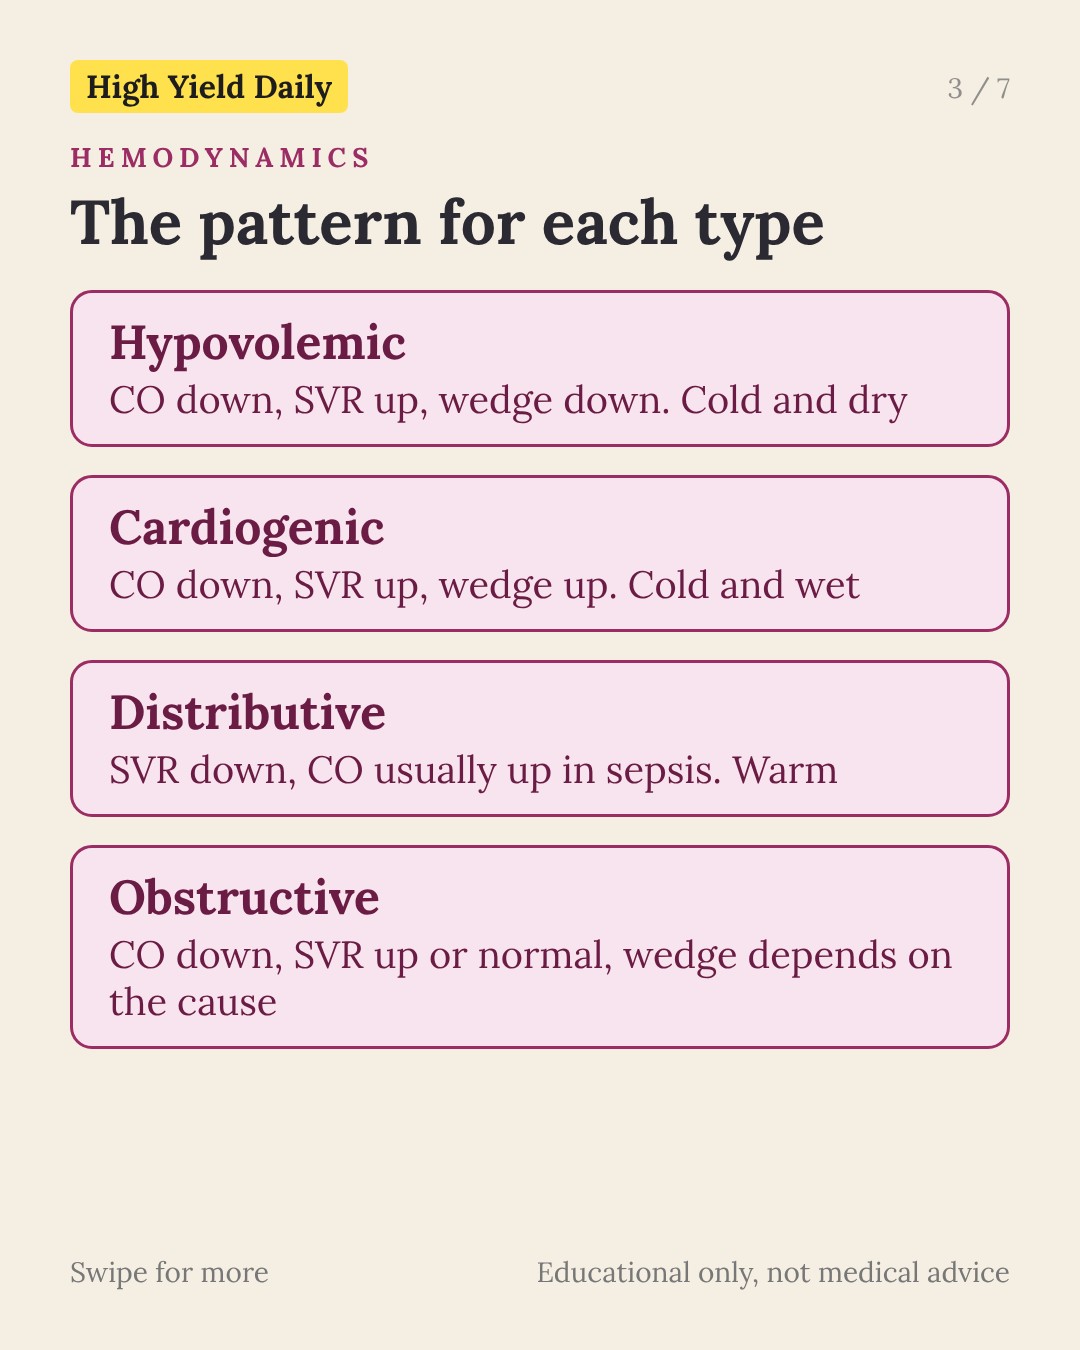 High Yield Daily
3 / 7
HEMODYNAMICS
The pattern for each type
Hypovolemic
CO down, SVR up, wedge down. Cold and dry
Cardiogenic
CO down, SVR up, wedge up. Cold and wet
Distributive
SVR down, CO usually up in sepsis. Warm
Obstructive
CO down, SVR up or normal, wedge depends on
the cause
Swipe for more
Educational only, not medical advice